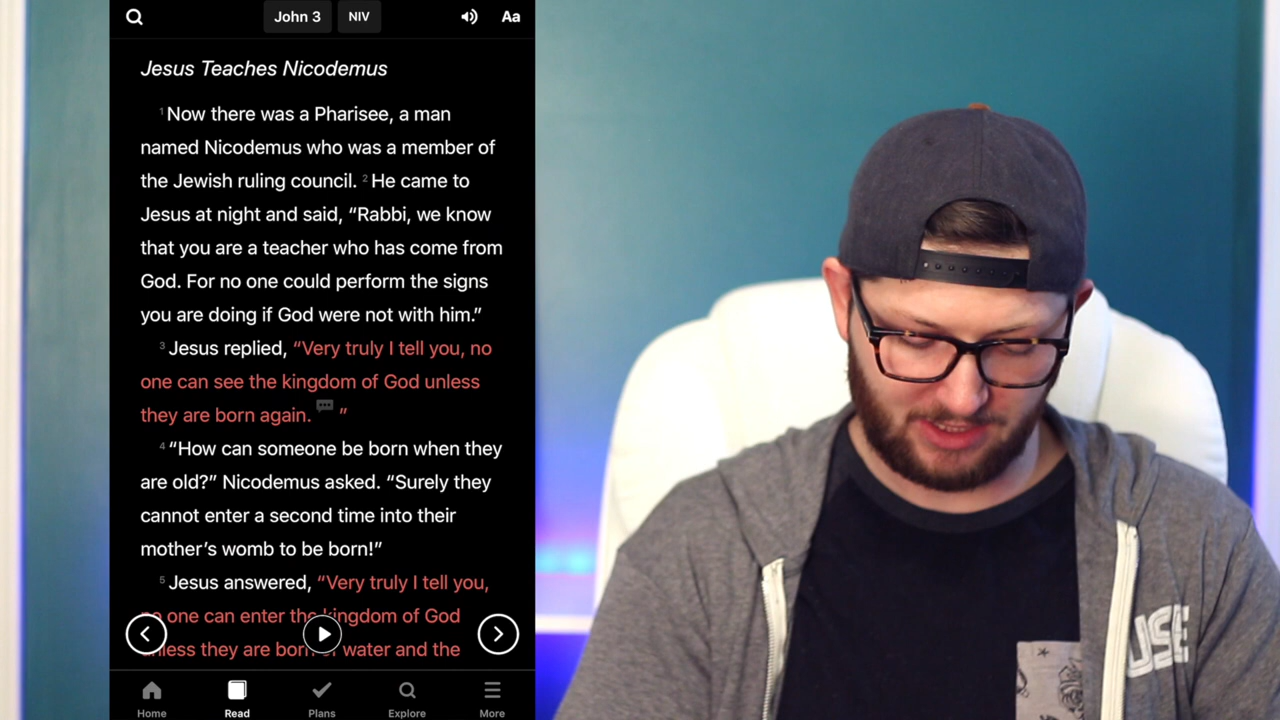 John 3 NIV Aa
Jesus Teaches Nicodemus
1 Now there was a Pharisee, a man
named Nicodemus who was a member of
the Jewish ruling council. 2 He came to
Jesus at night and said, “Rabbi, we know
that you are a teacher who has come from
God. For no one could perform the signs
you are doing if God were not with him.”
3 Jesus replied, “Very truly I tell you, no
one can see the kingdom of God unless
they are born again. ”
4 “How can someone be born when they
are old?” Nicodemus asked. “Surely they
cannot enter a second time into their
mother’s womb to be born!”
5 Jesus answered, “Very truly I tell you,
no one can enter the kingdom of God
unless they are born of water and the
Home Read Plans Explore More
USE